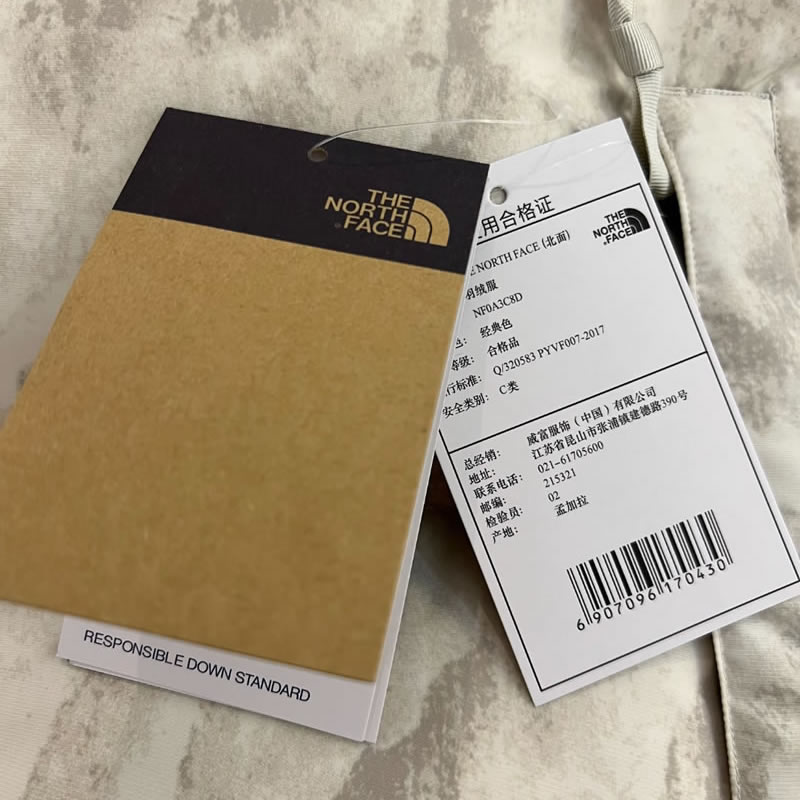 THE
NORTH
FACE
RESPONSIBLE DOWN STANDARD
用合格证
THE
NORTH
FACE
NORTH FACE (北面)
羽绒服
NF0A3C8D
色: 经典色
等级: 合格品
行标准: Q/320583 PYVF007-2017
安全类别: C类
总经销: 威富服饰(中国)有限公司
地址: 江苏省昆山市张浦镇建德路390号
联系电话: 021-61705600
邮编: 215321
检验员: 02
产地: 孟加拉
6 907096 170430